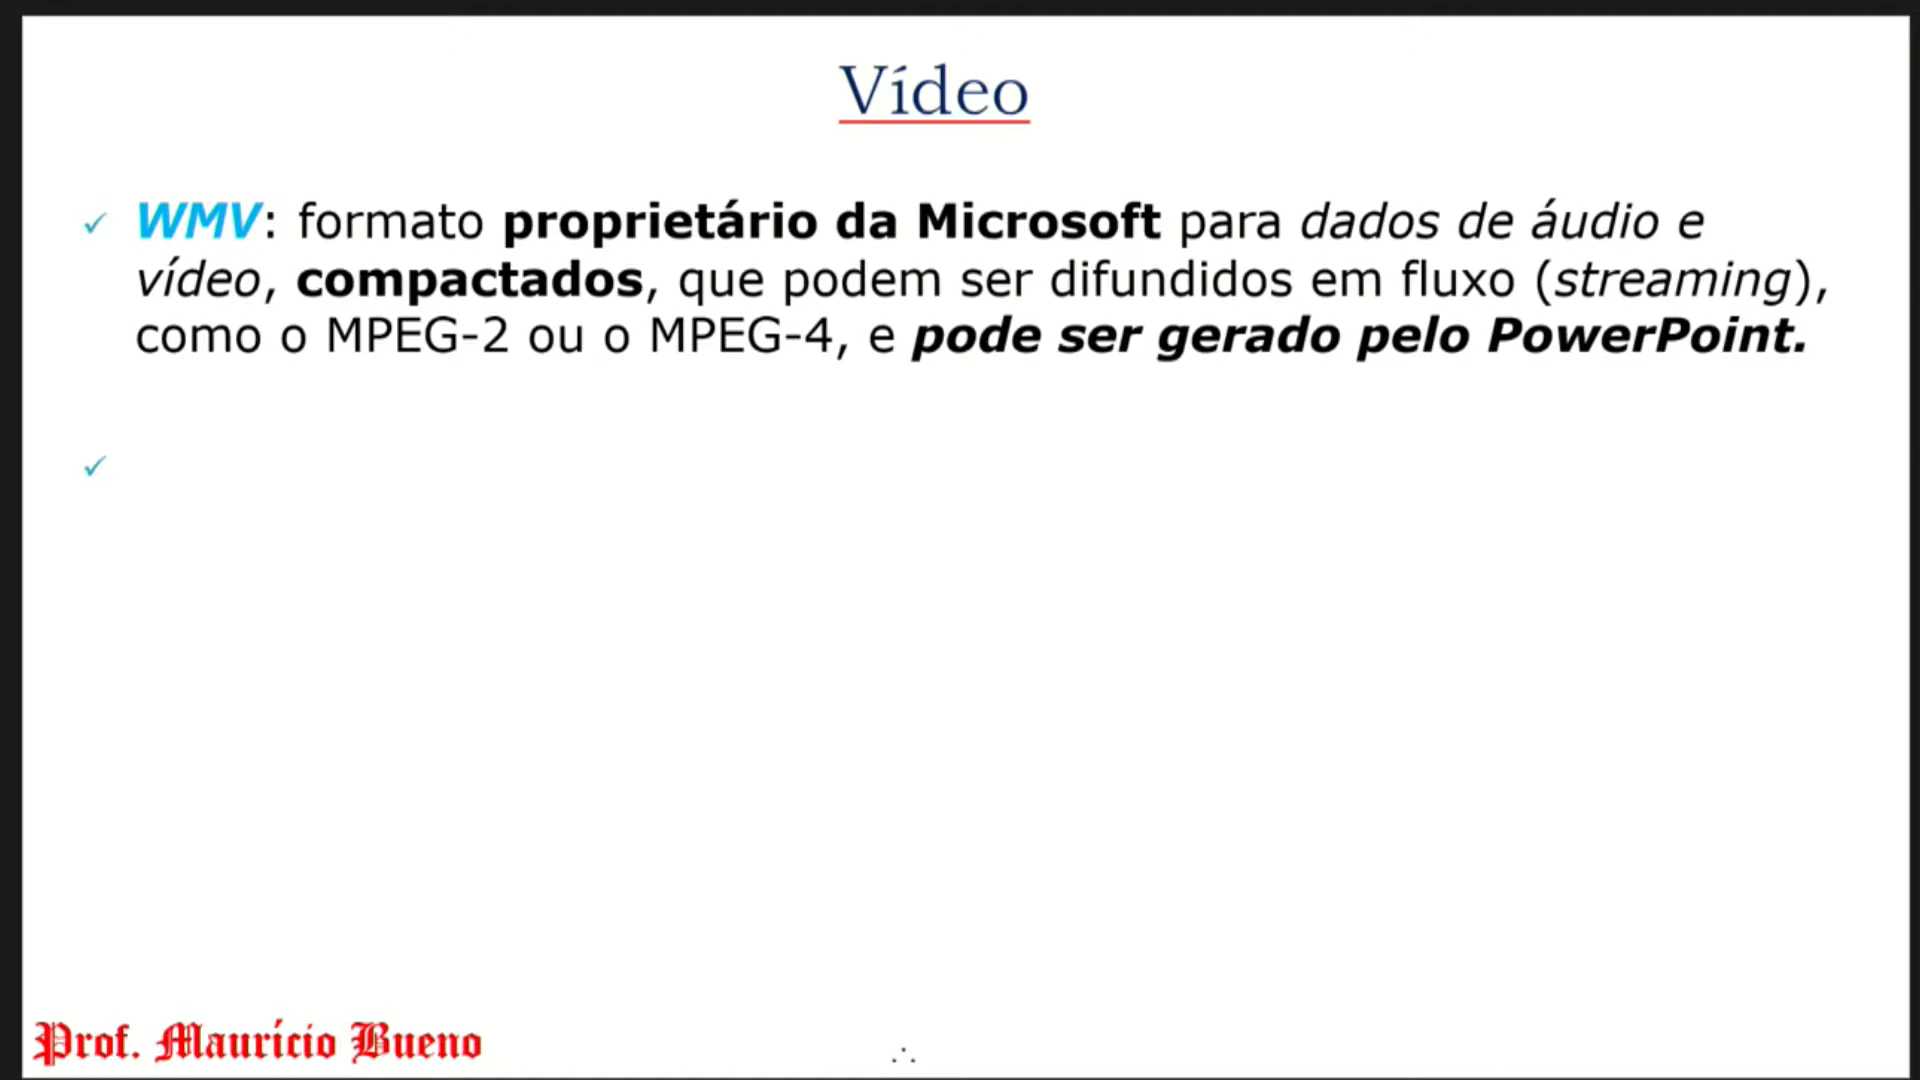 Vídeo
WMV: formato proprietário da Microsoft para dados de áudio e
vídeo, compactados, que podem ser difundidos em fluxo (streaming),
como o MPEG-2 ou o MPEG-4, e pode ser gerado pelo PowerPoint.
Prof. Maurício Bueno